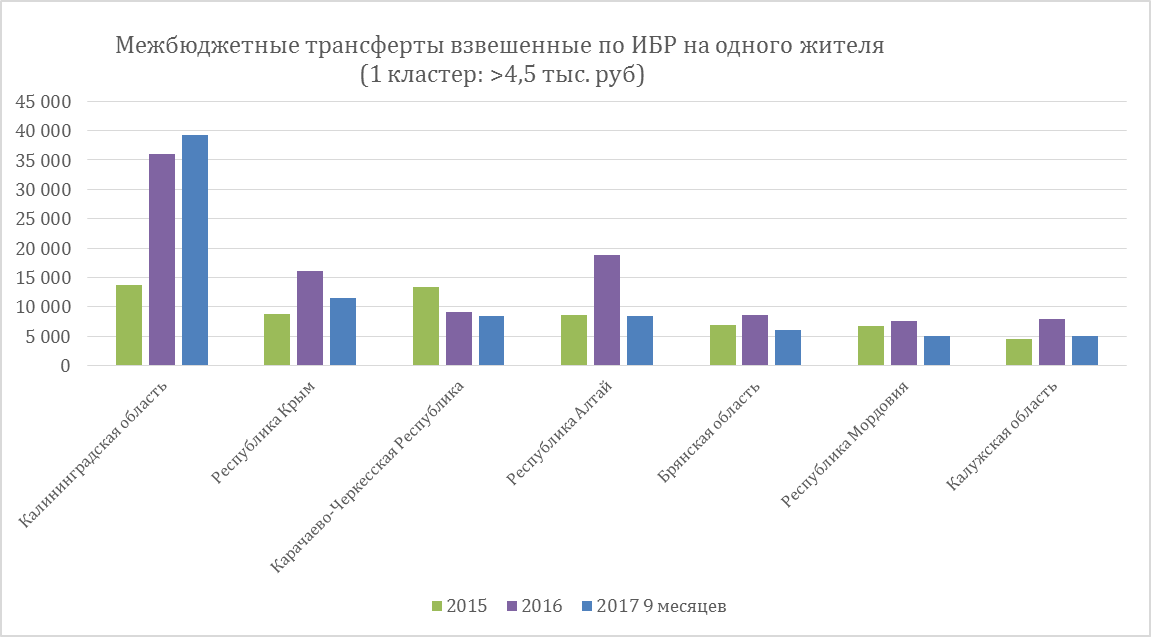 Межбюджетные трансферты взвешенные по ИБР на одного жителя
(1 кластер: >4,5 тыс. руб)
45 000
40 000
35 000
30 000
25 000
20 000
15 000
10 000
5 000
0
Калининградская область
Республика Крым
Карачаево-Черкесская Республика
Республика Алтай
Брянская область
Республика Мордовия
Калужская область
2015
2016
2017 9 месяцев